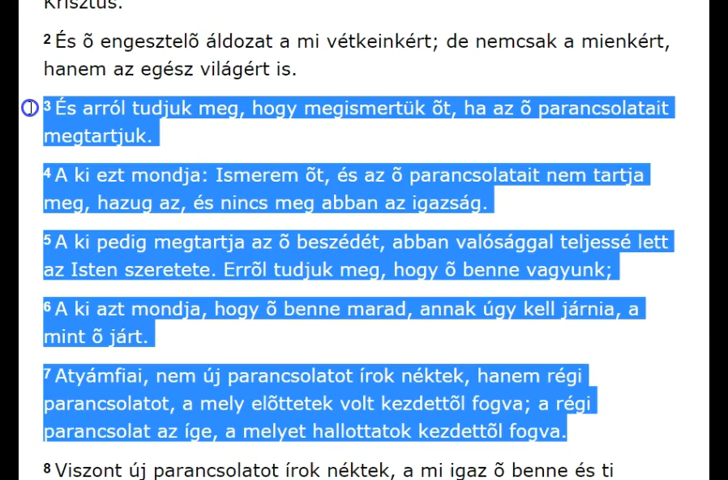 Krisztus.
2 És õ engesztelõ áldozat a mi vétkeinkért; de nemcsak a mienkért,
hanem az egész világért is.
3 És arról tudjuk meg, hogy megismertük õt, ha az õ parancsolatait
megtartjuk.
4 A ki ezt mondja: Ismerem õt, és az õ parancsolatait nem tartja
meg, hazug az, és nincs meg abban az igazság.
5 A ki pedig megtartja az õ beszédét, abban valósággal teljessé lett
az Isten szeretete. Errõl tudjuk meg, hogy õ benne vagyunk;
6 A ki azt mondja, hogy õ benne marad, annak úgy kell járnia, a
mint õ járt.
7 Atyámfiai, nem új parancsolatot írok néktek, hanem régi
parancsolatot, a mely elõttetek volt kezdettõl fogva; a régi
parancsolat az íge, a melyet hallottatok kezdettõl fogva.
8 Viszont új parancsolatot írok néktek, a mi igaz õ benne és ti